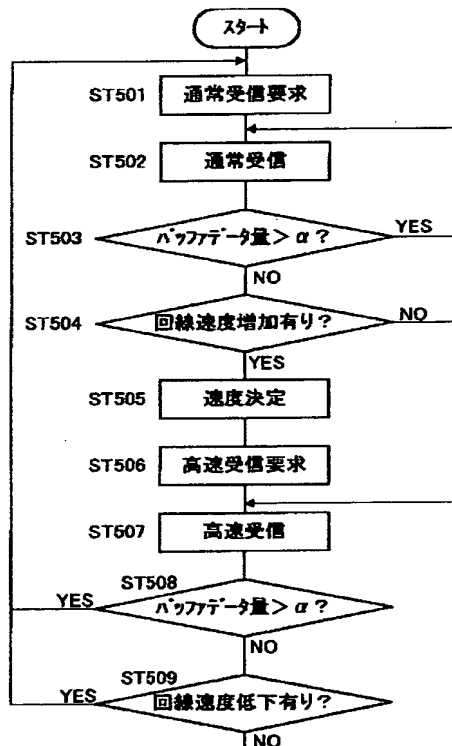 スタート
ST501 通常受信要求
ST502 通常受信
ST503 バッファデータ量>α? YES
NO
ST504 回線速度増加有り? NO
YES
ST505 速度決定
ST506 高速受信要求
ST507 高速受信
ST508
YES バッファデータ量>α?
NO
ST509
YES 回線速度低下有り?
NO